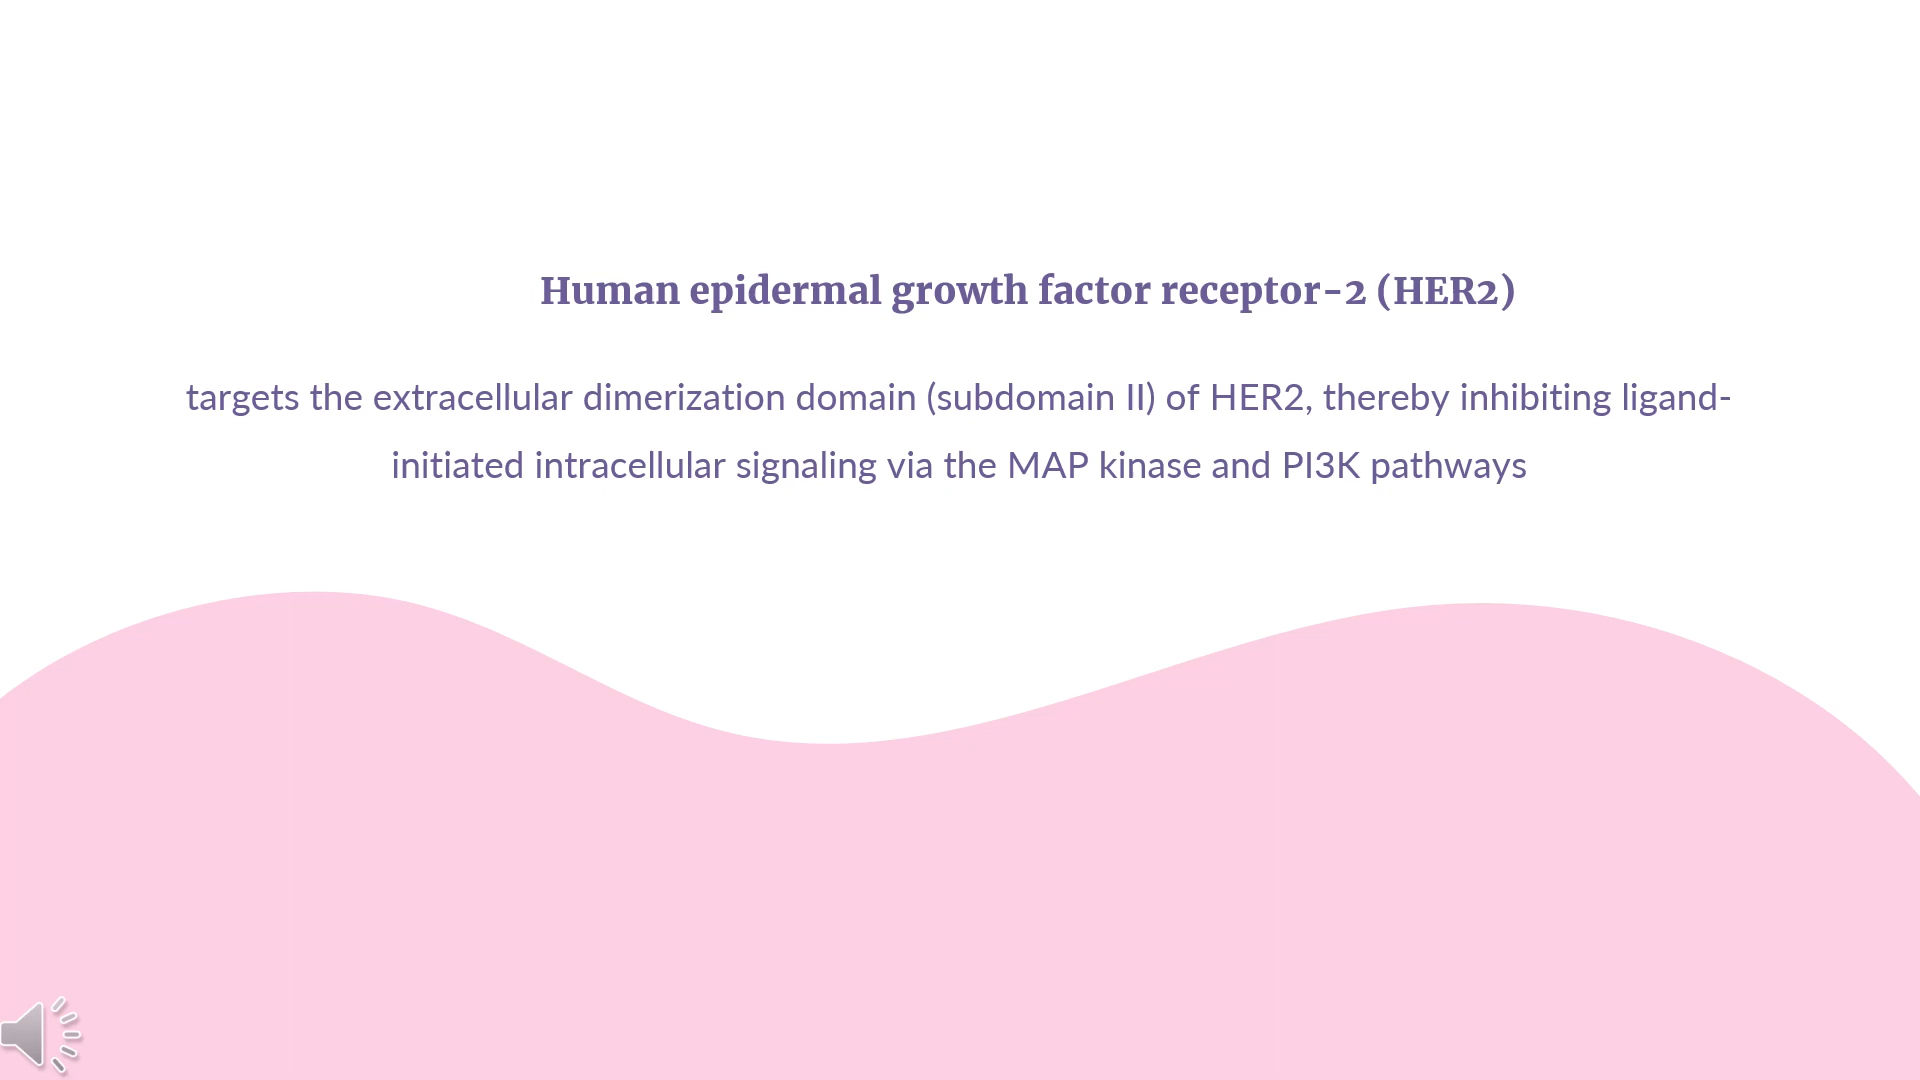 Human epidermal growth factor receptor-2 (HER2)
targets the extracellular dimerization domain (subdomain II) of HER2, thereby inhibiting ligand-
initiated intracellular signaling via the MAP kinase and PI3K pathways